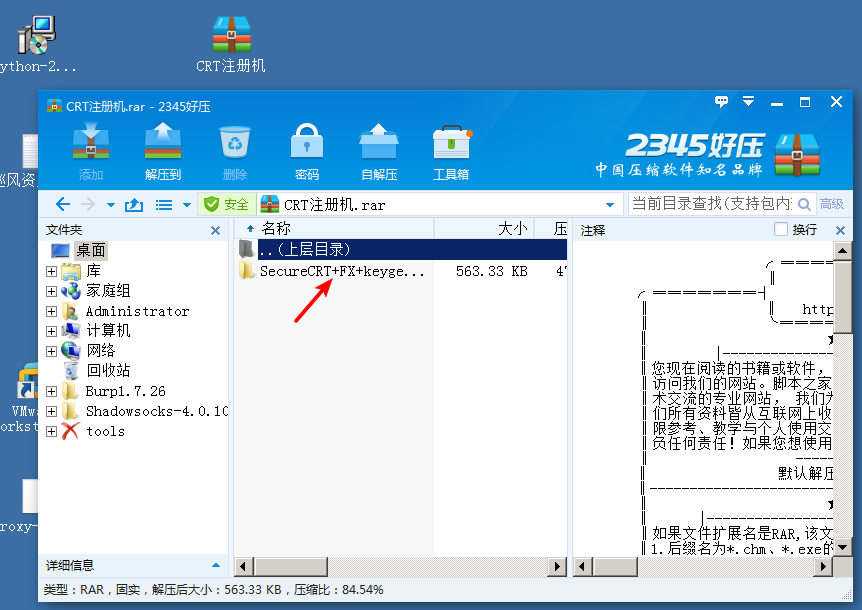 ython-2...
CRT注册机
CRT注册机.rar - 2345好压
添加
解压到
删除
密码
自解压
工具箱
2345好压
中国压缩软件知名品牌
安全
CRT注册机.rar
当前目录查找(支持包内
高级
文件夹
桌面
库
家庭组
Administrator
计算机
网络
回收站
Burp1.7.26
Shadowsocks-4.0.10
tools
详细信息
名称
大小
压
..(上层目录)
SecureCRT+FX+keyge...
563.33 KB
47
注释
换行
http
您现在阅读的书籍或软件，
访问我们的网站。脚本之家
术交流的专业网站， 我们为
们所有资料皆从互联网上收
限参考、教学与个人使用交
负任何责任！如果您想使用
默认解压
如果文件扩展名是RAR,该文
1.后缀名为*.chm、*.exe的
类型：RAR，固实，解压后大小：563.33 KB，压缩比：84.54%
巡风资
VMwa
orkst
roxy-